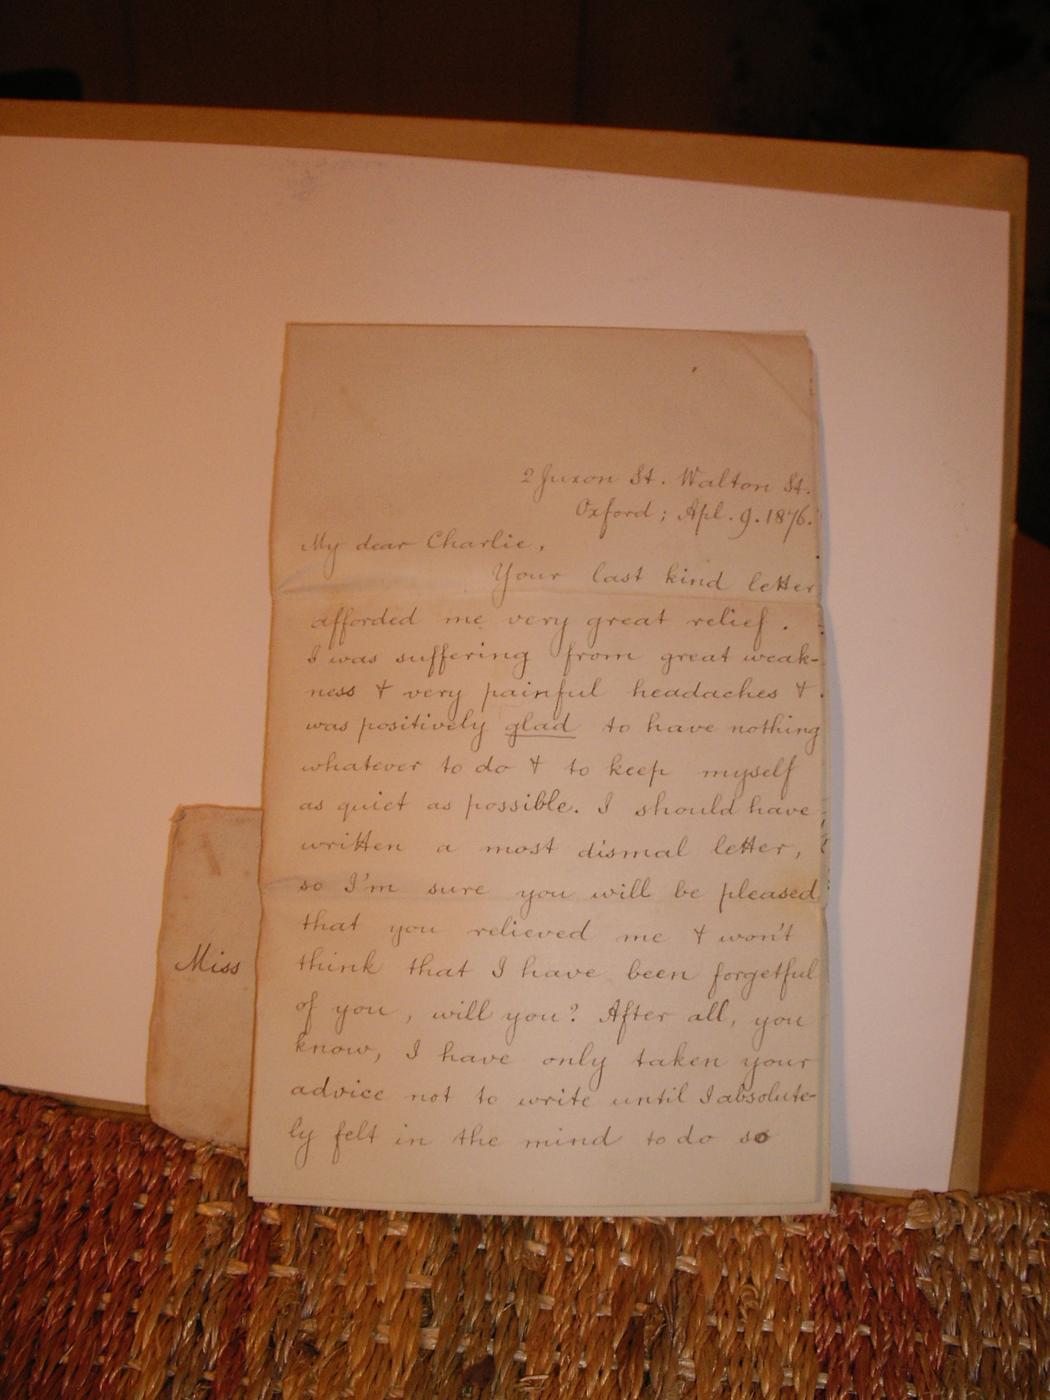 2 Juxon St. Walton St.
Oxford; Apl. 9. 1876.
My dear Charlie,
Your last kind letter
afforded me very great relief.
I was suffering from great weak-
ness & very painful headaches &
was positively glad to have nothing
whatever to do & to keep myself
as quiet as possible. I should have
written a most dismal letter,
so I'm sure you will be pleased
that you relieved me & won't
think that I have been forgetful
of you, will you? After all, you
know, I have only taken your
advice not to write until I absolute-
ly felt in the mind to do so
Miss